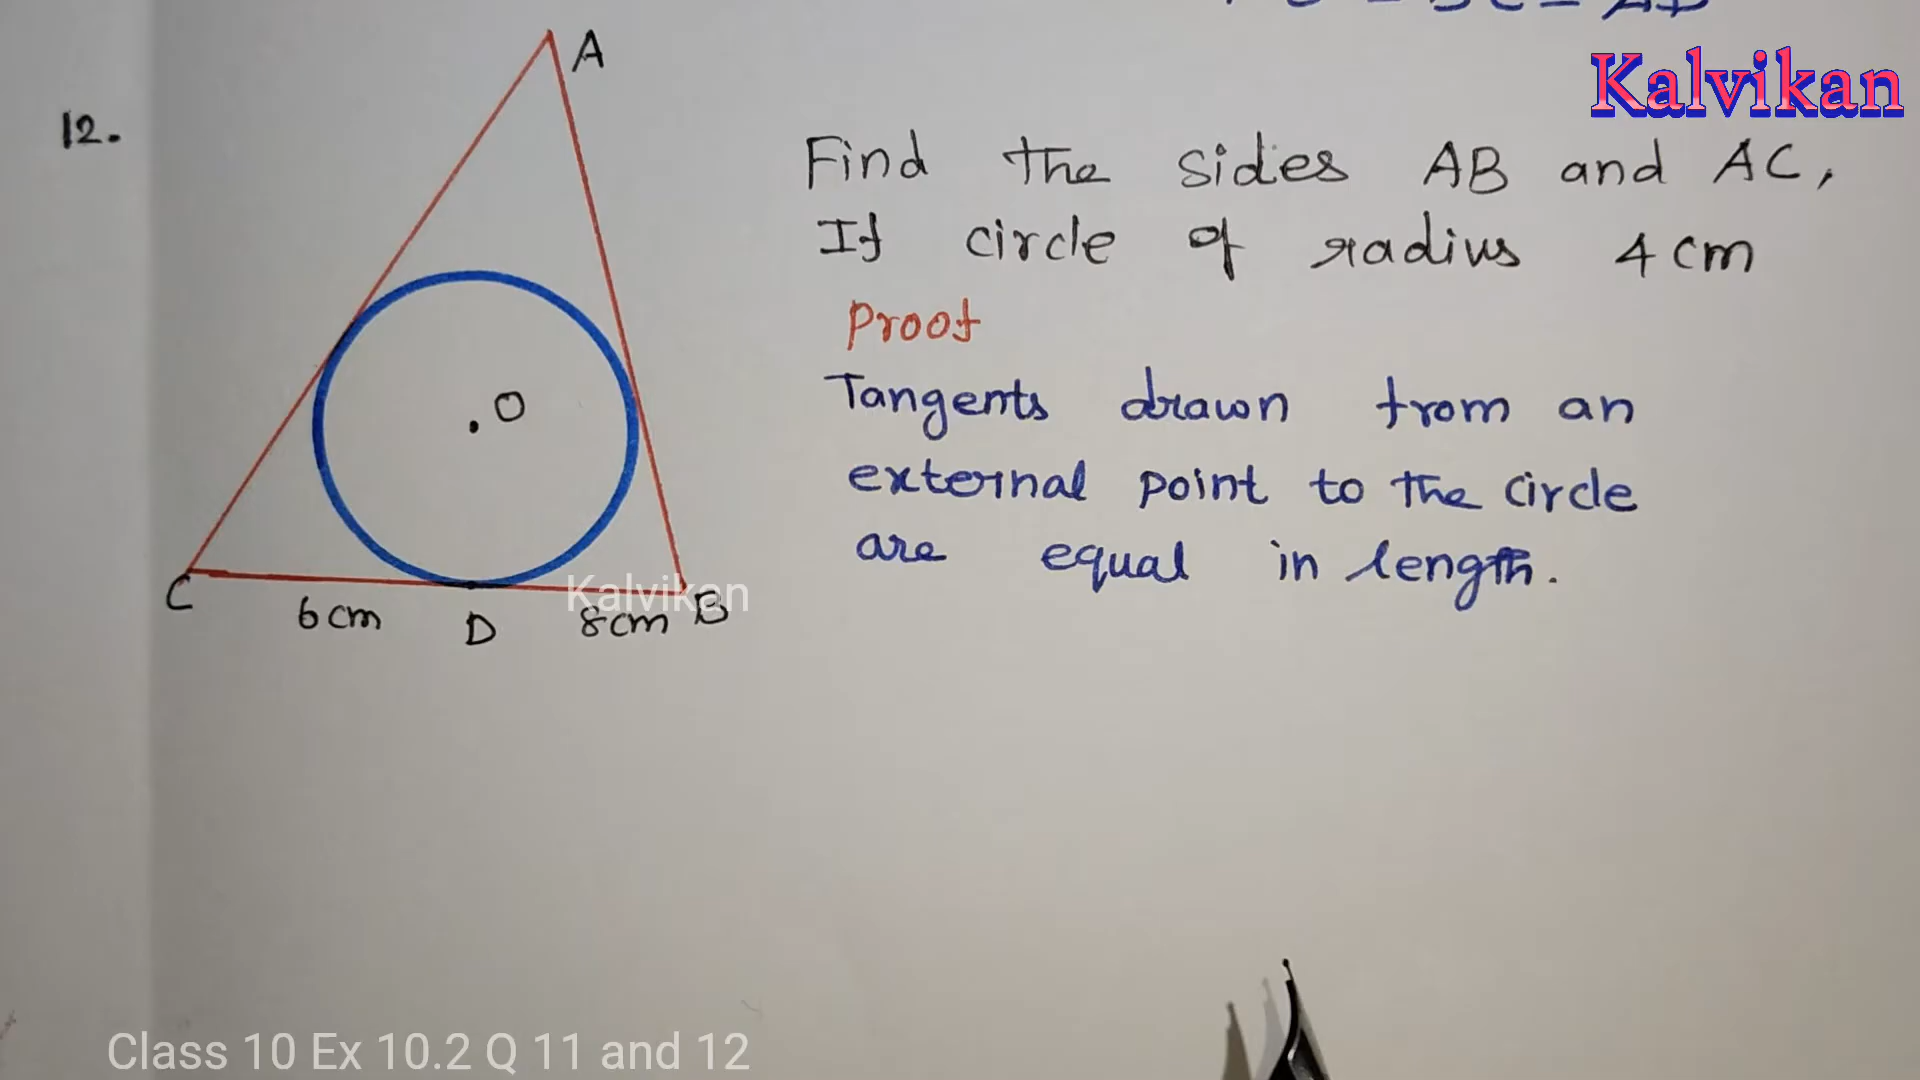 Kalvikan
12.
A
Find the sides AB and AC,
If circle of radius 4 cm
Proof
Tangents drawn from an
external point to the circle
are equal in length.
O
C
6 cm
D
8 cm
B
Kalvikan
Class 10 Ex 10.2 Q 11 and 12